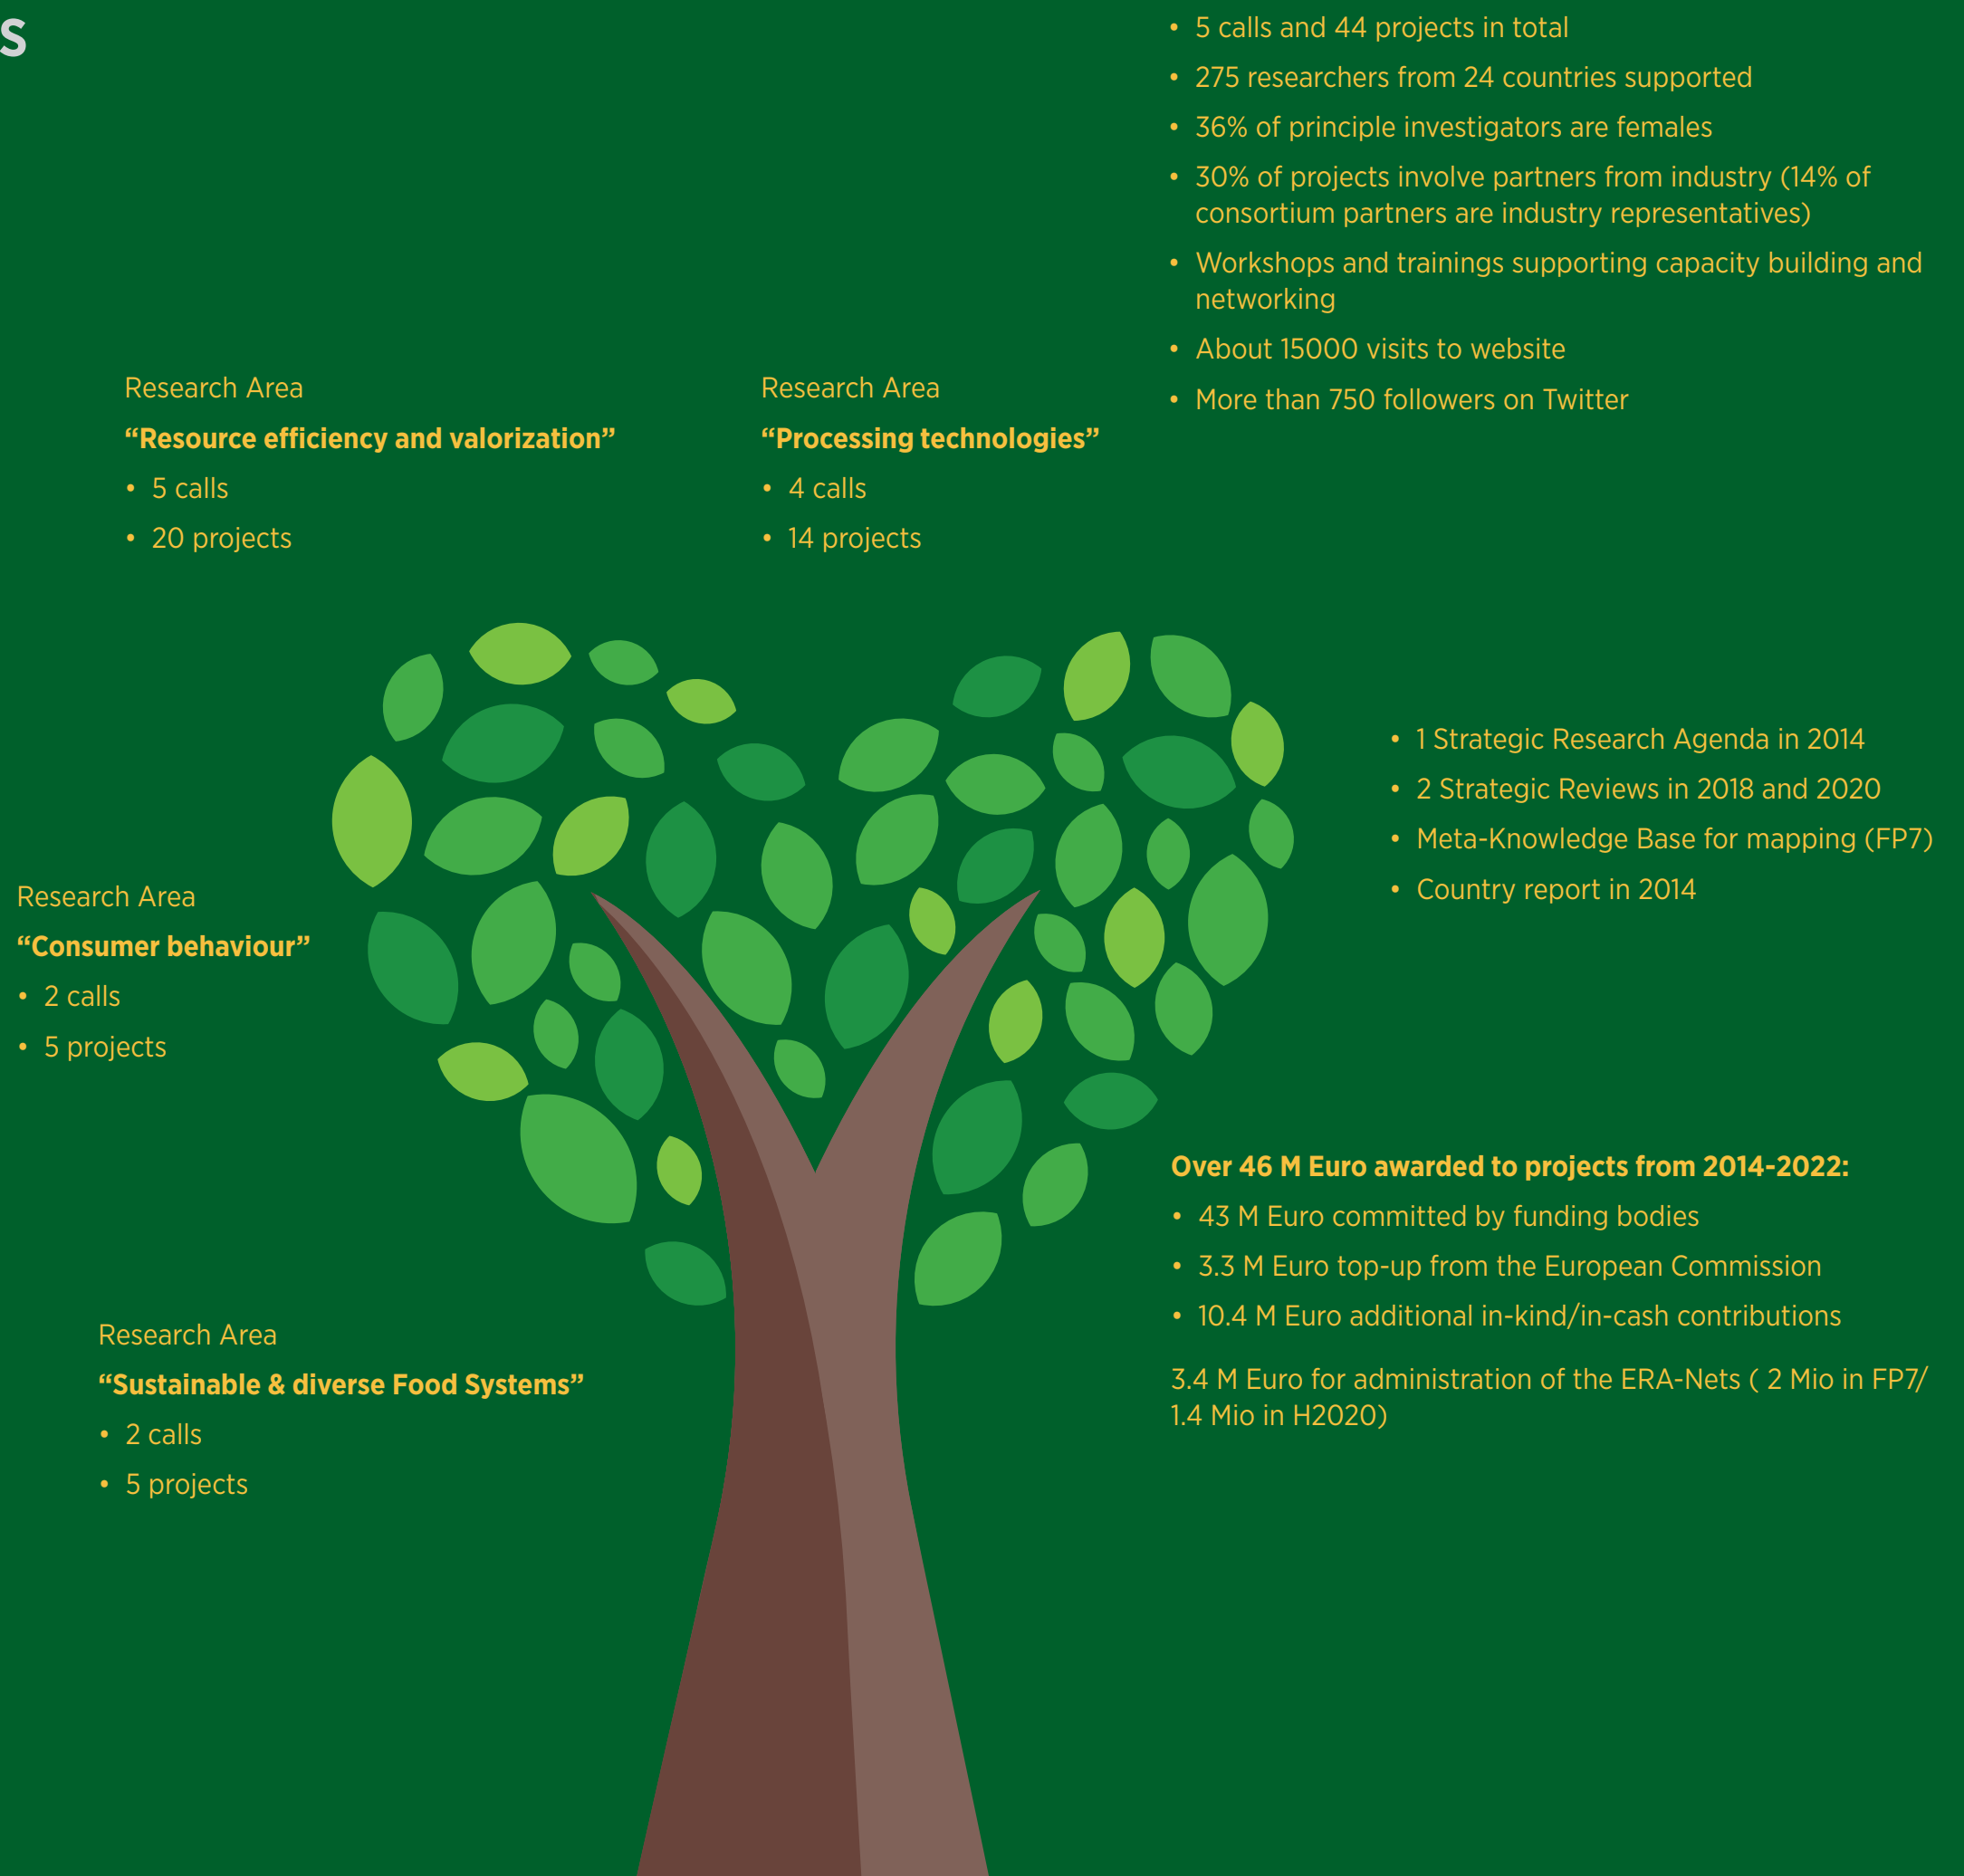 s
• 5 calls and 44 projects in total
• 275 researchers from 24 countries supported
• 36% of principle investigators are females
• 30% of projects involve partners from industry (14% of
consortium partners are industry representatives)
• Workshops and trainings supporting capacity building and
networking
• About 15000 visits to website
• More than 750 followers on Twitter
Research Area
“Resource efficiency and valorization”
• 5 calls
• 20 projects
Research Area
“Processing technologies”
• 4 calls
• 14 projects
• 1 Strategic Research Agenda in 2014
• 2 Strategic Reviews in 2018 and 2020
• Meta-Knowledge Base for mapping (FP7)
• Country report in 2014
Research Area
“Consumer behaviour”
• 2 calls
• 5 projects
Over 46 M Euro awarded to projects from 2014-2022:
• 43 M Euro committed by funding bodies
• 3.3 M Euro top-up from the European Commission
• 10.4 M Euro additional in-kind/in-cash contributions
3.4 M Euro for administration of the ERA-Nets ( 2 Mio in FP7/
1.4 Mio in H2020)
Research Area
“Sustainable & diverse Food Systems”
• 2 calls
• 5 projects